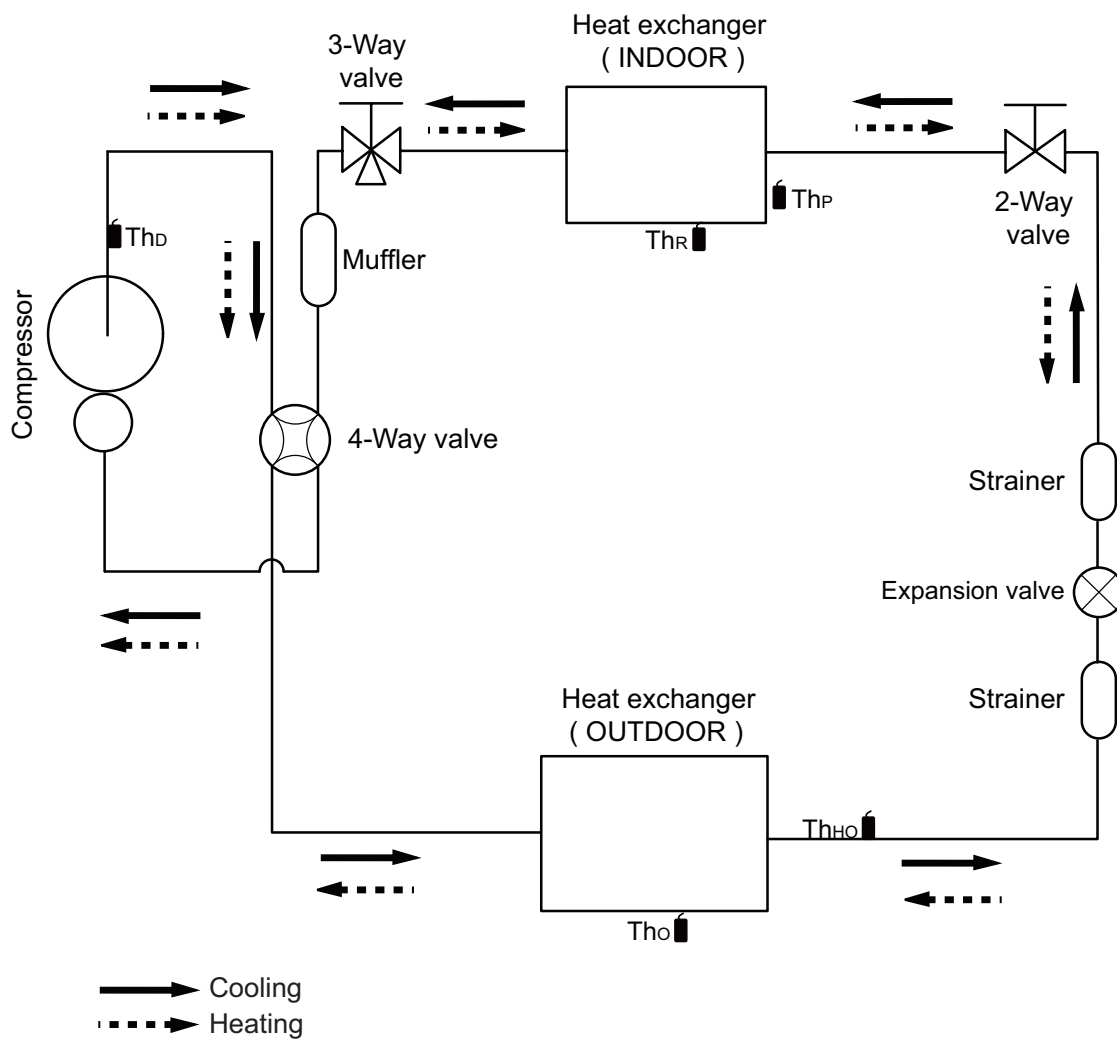 Heat exchanger
( INDOOR )
3-Way
valve
ThP
2-Way
valve
ThD
ThR
Muffler
Compressor
4-Way valve
Strainer
Expansion valve
Strainer
Heat exchanger
( OUTDOOR )
ThHO
ThO
Cooling
Heating